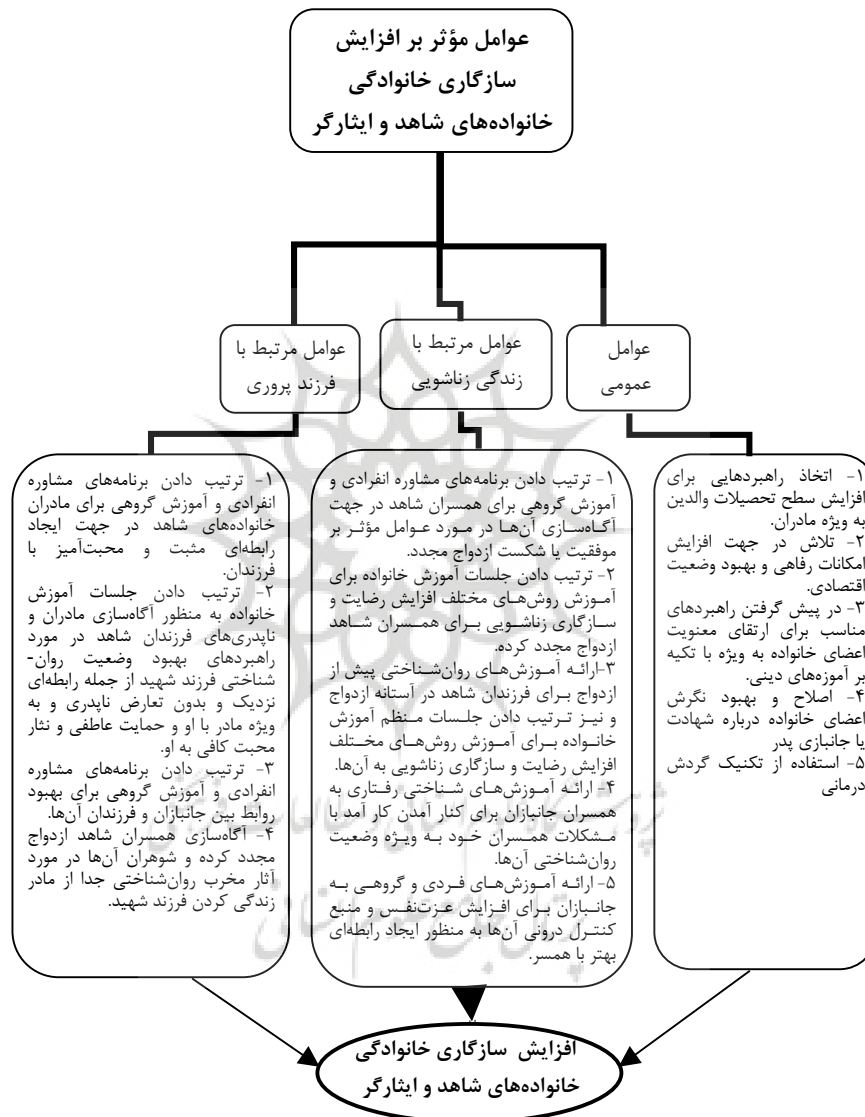 عوامل مؤثر بر افزایش
سازگاری خانوادگی
خانواده‌های شاهد و ایثارگر
عوامل
عمومی
عوامل مرتبط با
زندگی زناشویی
عوامل مرتبط با
فرزند پروری
۱- اتخاذ راهبردهایی برای
افزایش سطح تحصیلات والدین
به ویژه مادران.
۲- تلاش در جهت افزایش
امکانات رفاهی و بهبود وضعیت
اقتصادی.
۳- در پیش گرفتن راهبردهای
مناسب برای ارتقای معنویت
اعضای خانواده به ویژه با تکیه
بر آموزه‌های دینی.
۴- اصلاح و بهبود نگرش
اعضای خانواده درباره شهادت
یا جانبازی پدر
۵- استفاده از تکنیک گردش
درمانی
۱- ترتیب دادن برنامه‌های مشاوره انفرادی و
آموزش گروهی برای همسران شاهد در جهت
آگاه‌سازی آن‌ها در مورد عوامل مؤثر بر
موفقیت یا شکست ازدواج مجدد.
۲- ترتیب دادن جلسات آموزش خانواده برای
آموزش روش‌های مختلف افزایش رضایت و
سازگاری زناشویی برای همسران شاهد
ازدواج مجدد کرده.
۳-ارائه آموزش‌های روان‌شناختی پیش از
ازدواج برای فرزندان شاهد در آستانه ازدواج
و نیز ترتیب دادن جلسات منظم آموزش
خانواده برای آموزش روش‌های مختلف
افزایش رضایت و سازگاری زناشویی به آن‌ها.
۴- ارائه آموزش‌های شناختی رفتاری به
همسران جانبازان برای کنار آمدن کار آمد با
مشکلات همسران خود به ویژه وضعیت
روان‌شناختی آن‌ها.
۵- ارائه آموزش‌های فردی و گروهی به
جانبازان برای افزایش عزت‌نفس و منبع
کنترل درونی آن‌ها به منظور ایجاد رابطه‌ای
بهتر با همسر.
۱- ترتیب دادن برنامه‌های مشاوره
انفرادی و آموزش گروهی برای مادران
خانواده‌های شاهد در جهت ایجاد
رابطه‌ای مثبت و محبت‌آمیز با
فرزندان.
۲- ترتیب دادن جلسات آموزش
خانواده به منظور آگاه‌سازی مادران و
ناپدری‌های فرزندان شاهد در مورد
راهبردهای بهبود وضعیت روان-
شناختی فرزند شهید از جمله رابطه‌ای
نزدیک و بدون تعارض ناپدری و به
ویژه مادر با او و حمایت عاطفی و نثار
محبت کافی به او.
۳- ترتیب دادن برنامه‌های مشاوره
انفرادی و آموزش گروهی برای بهبود
روابط بین جانبازان و فرزندان آن‌ها.
۴- آگاه‌سازی همسران شاهد ازدواج
مجدد کرده و شوهران آن‌ها در مورد
آثار مخرب روان‌شناختی جدا از مادر
زندگی کردن فرزند شهید.
افزایش سازگاری خانوادگی
خانواده‌های شاهد و ایثارگر
پژوهشگاه علوم انسانی و مطالعات فرهنگی
پرتال جامع علوم انسانی